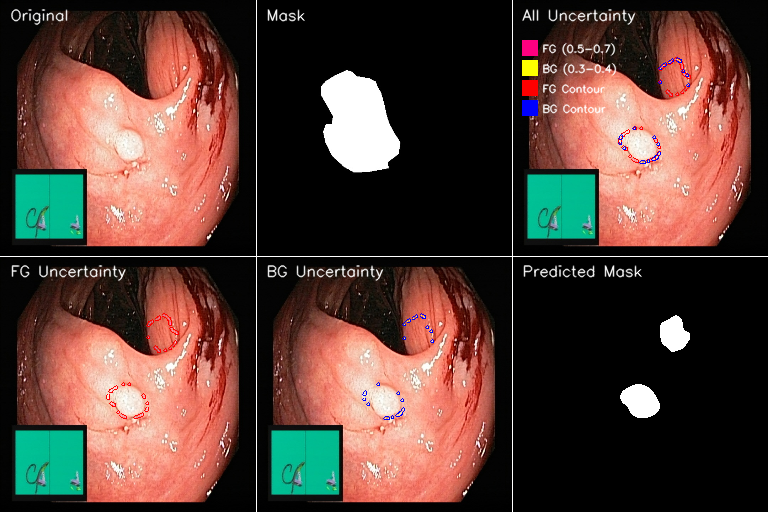 Original
Mask
All Uncertainty
FG (0.5-0.7)
BG (0.3-0.4)
FG Contour
BG Contour
FG Uncertainty
BG Uncertainty
Predicted Mask